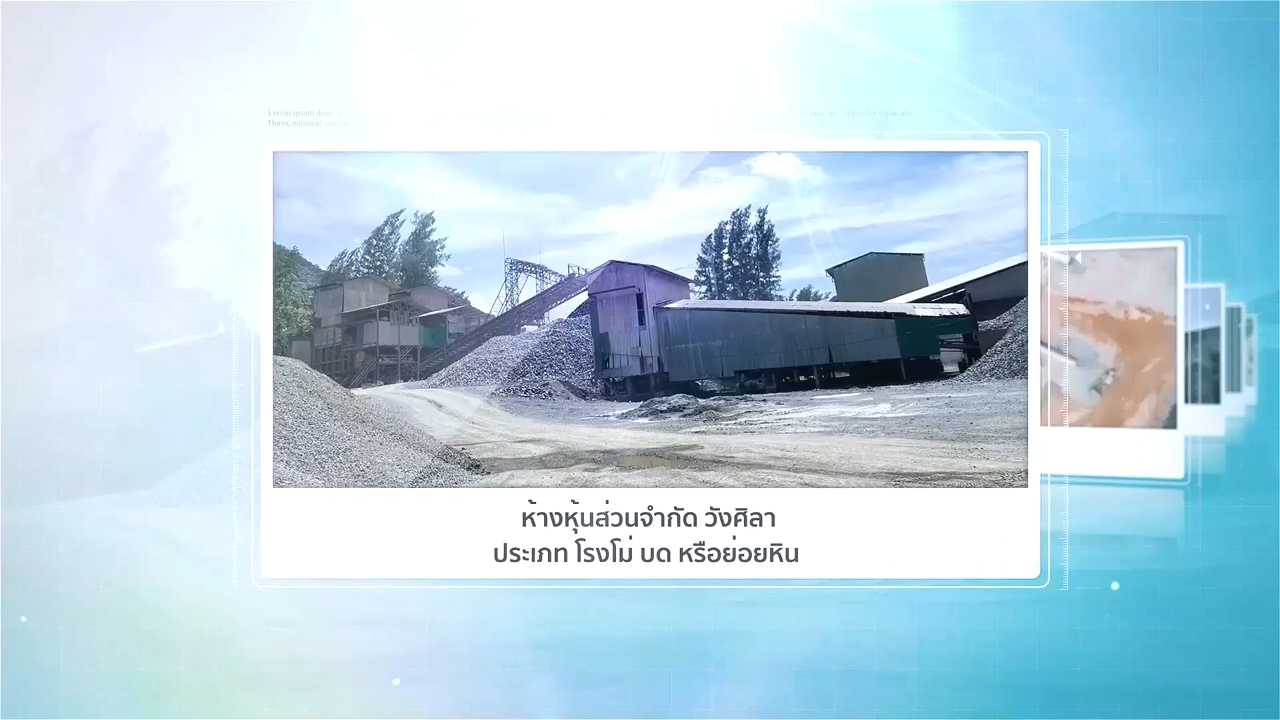 Lorem ipsum
ห้างหุ้นส่วนจำกัด วังศิลา
ประเภท โรงโม่ บด หรือย่อยหิน